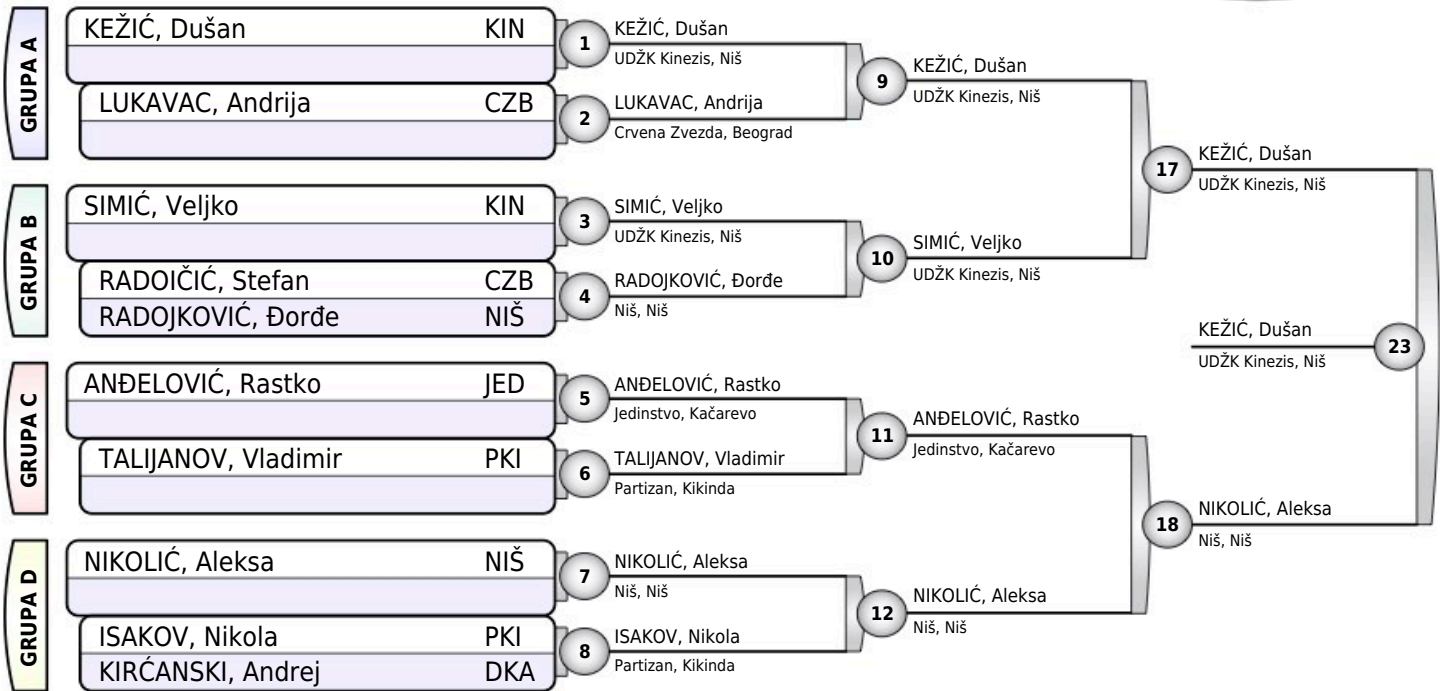 GRUPA A
KEŽIĆ, Dušan KIN
LUKAVAC, Andrija CZB
GRUPA B
SIMIĆ, Veljko KIN
RADOIČIĆ, Stefan CZB
RADOJKOVIĆ, Đorđe NIŠ
GRUPA C
ANĐELOVIĆ, Rastko JED
TALIJANOV, Vladimir PKI
GRUPA D
NIKOLIĆ, Aleksa NIŠ
ISAKOV, Nikola PKI
KIRĆANSKI, Andrej DKA
1
KEŽIĆ, Dušan
UDŽK Kinezis, Niš
2
LUKAVAC, Andrija
Crvena Zvezda, Beograd
3
SIMIĆ, Veljko
UDŽK Kinezis, Niš
4
RADOJKOVIĆ, Đorđe
Niš, Niš
5
ANĐELOVIĆ, Rastko
Jedinstvo, Kačarevo
6
TALIJANOV, Vladimir
Partizan, Kikinda
7
NIKOLIĆ, Aleksa
Niš, Niš
8
ISAKOV, Nikola
Partizan, Kikinda
9
KEŽIĆ, Dušan
UDŽK Kinezis, Niš
10
SIMIĆ, Veljko
UDŽK Kinezis, Niš
11
ANĐELOVIĆ, Rastko
Jedinstvo, Kačarevo
12
NIKOLIĆ, Aleksa
Niš, Niš
17
KEŽIĆ, Dušan
UDŽK Kinezis, Niš
18
NIKOLIĆ, Aleksa
Niš, Niš
KEŽIĆ, Dušan
UDŽK Kinezis, Niš
23